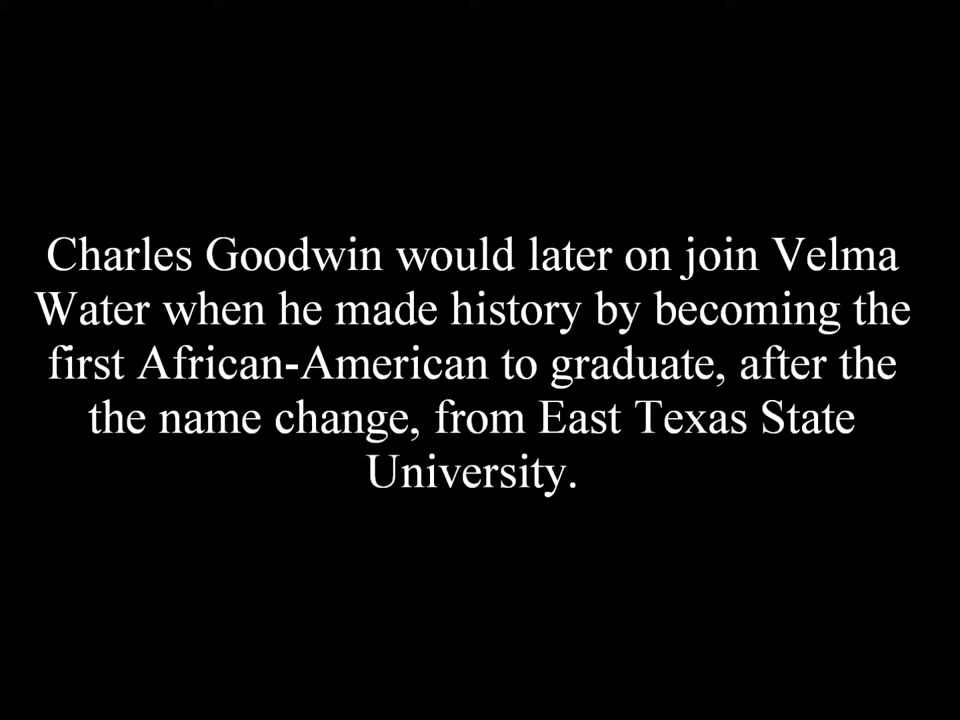 Charles Goodwin would later on join Velma
Water when he made history by becoming the
first African-American to graduate, after the
the name change, from East Texas State
University.